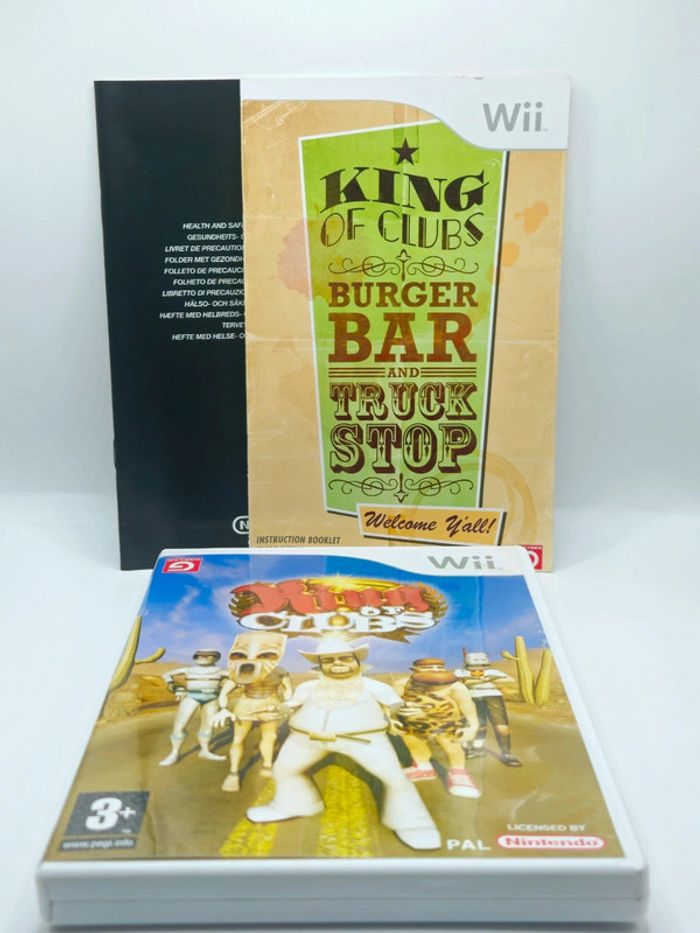 HEALTH AND SAF
GESUNDHEITS-
LIVRET DE PRECAUTION
FOLDER MET GEZONDH
FOLLETO DE PRECAUC
FOLHETO DE PRECAU
LIBRETTO DI PRECAUZIO
HÄLSO- OCH SÄK
HÆFTE MED HELBREDS-
TERVE
HEFTE MED HELSE- O
Wii
KING
OF CLUBS
BURGER
BAR
AND
TRUCK
STOP
Welcome Y'all!
INSTRUCTION BOOKLET
Wii
King
OF
CLUBS
3+
www.pegi.info
PAL
LICENSED BY
Nintendo